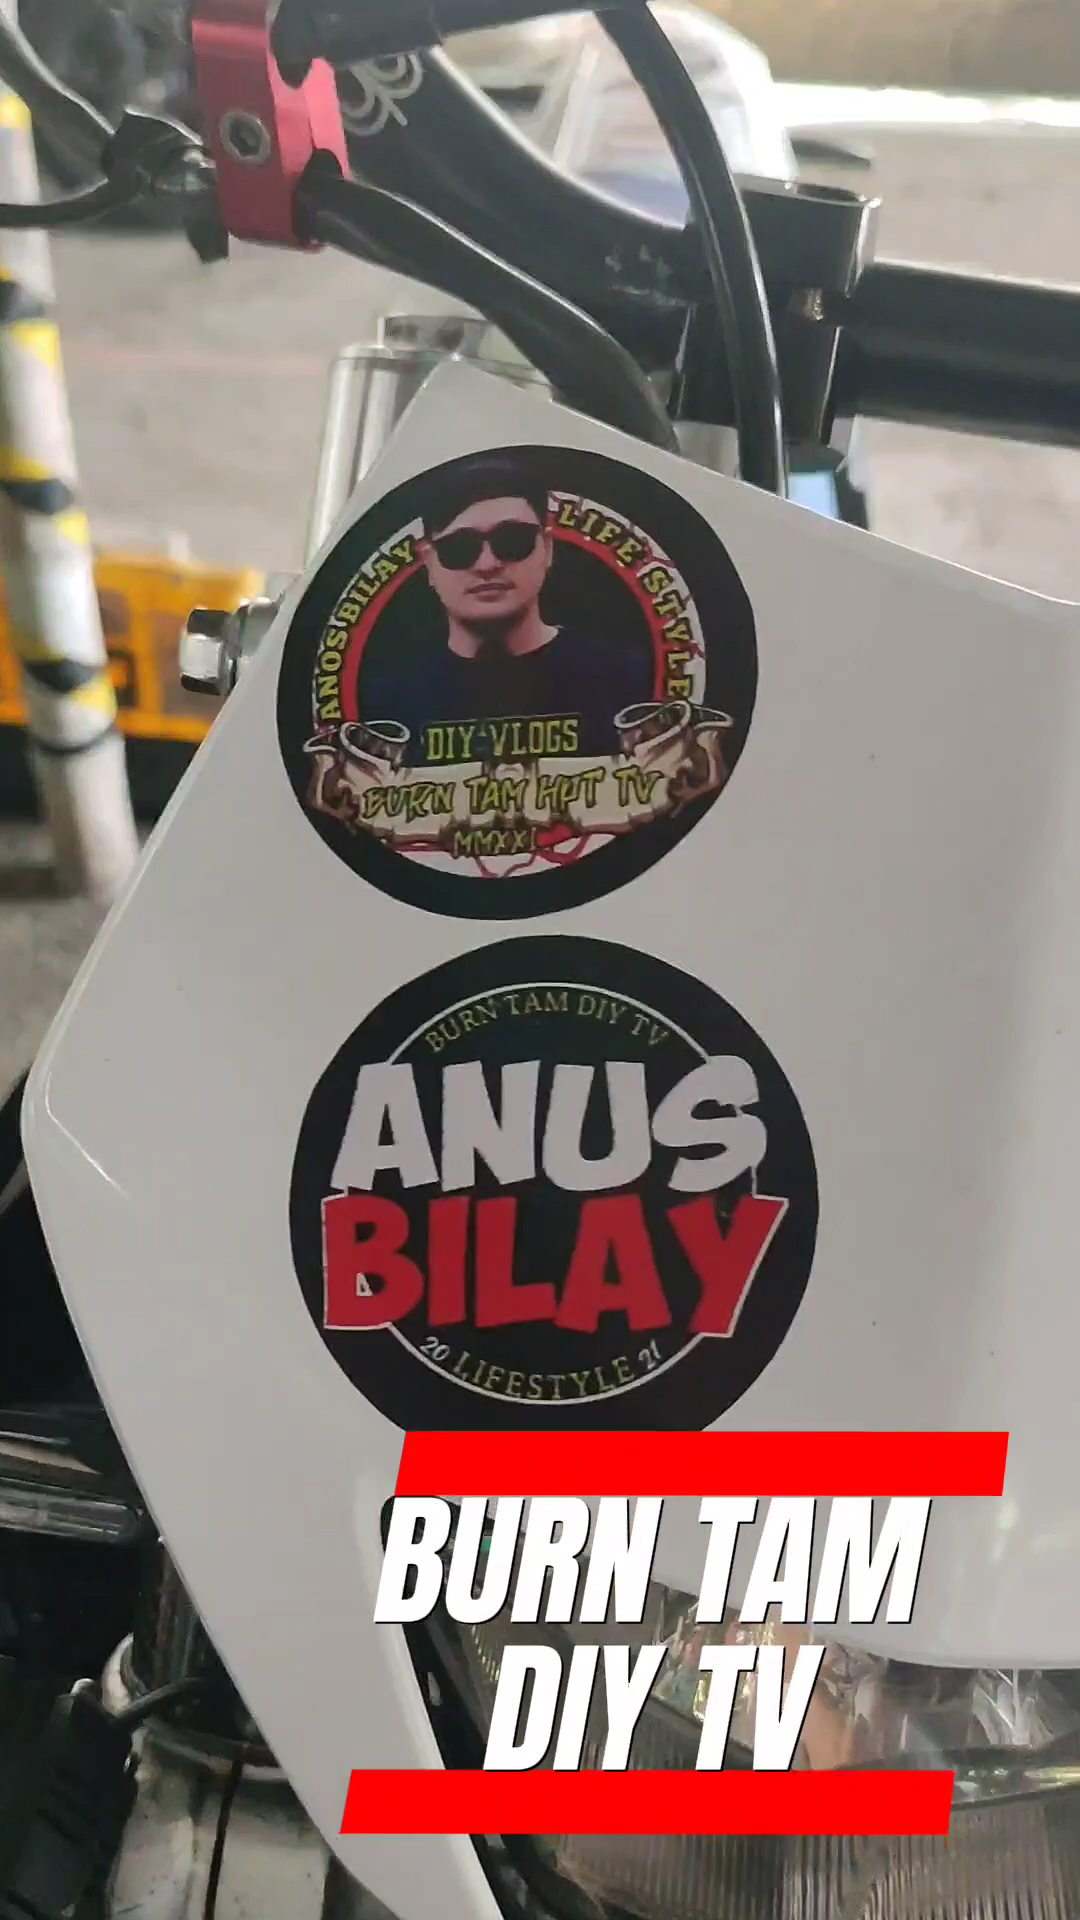 ANOS BILAY LIFE STYLE
DIY VLOGS
BURN TAM HUT TV
MMXXI
BURN TAM DIY TV
ANUS
BILAY
20 LIFESTYLE 21
BURN TAM
DIY TV